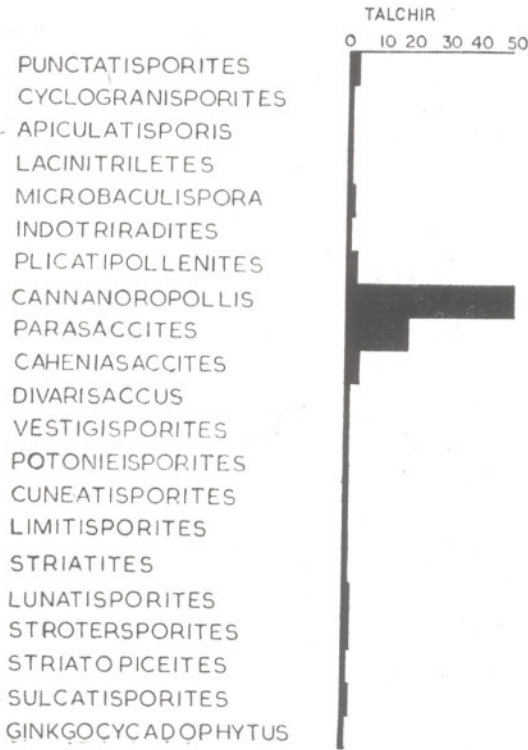 TALCHIR
0 10 20 30 40 50
PUNCTATISPORITES
CYCLOGRANISPORITES
APICULATISPORIS
LACINITRILETES
MICROBACULISPORA
INDOTRIRADITES
PLICATIPOLLENITES
CANNANOROPOLLIS
PARASACCITES
CAHENIASACCITES
DIVARISACCUS
VESTIGISPORITES
POTONIEISPORITES
CUNEATISPORITES
LIMITISPORITES
STRIATITES
LUNATISPORITES
STROTERSPORITES
STRIATOPICEITES
SULCATISPORITES
GINKGOCYCADOPHYTUS